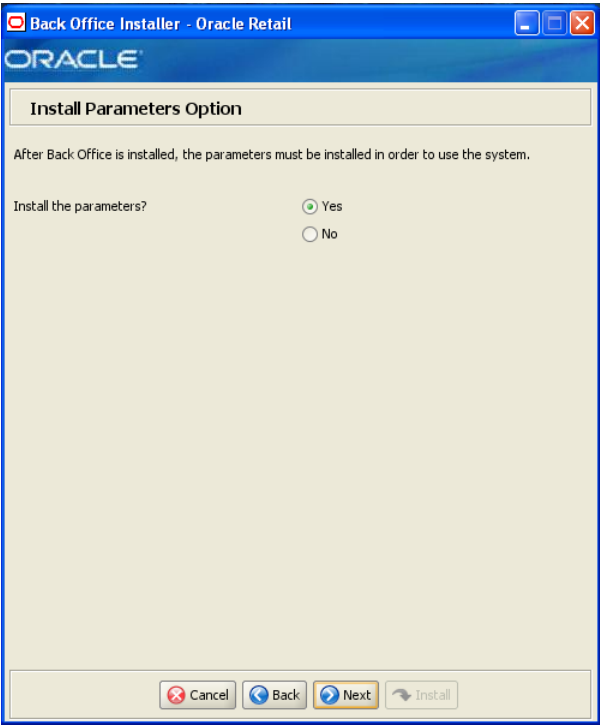 Back Office Installer - Oracle Retail
ORACLE
Install Parameters Option
After Back Office is installed, the parameters must be installed in order to use the system.
Install the parameters? Yes
No
Cancel Back Next Install